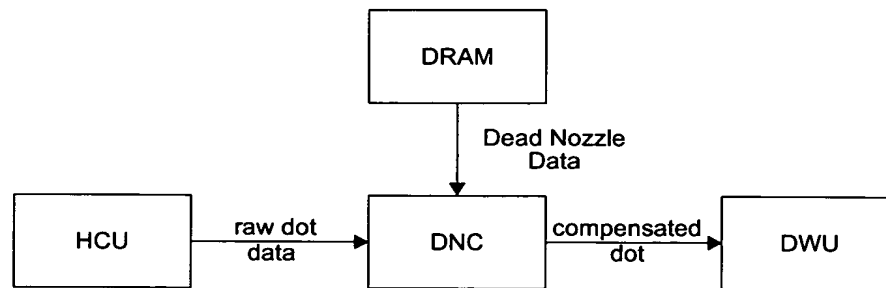 DRAM
Dead Nozzle
Data
HCU
raw dot
data
DNC
compensated
dot
DWU